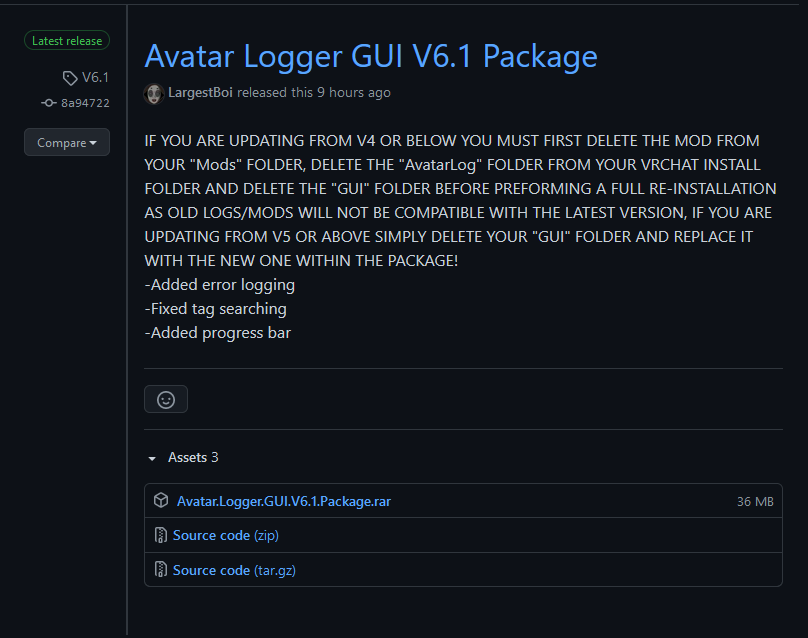 Latest release
V6.1
8a94722
Compare
Avatar Logger GUI V6.1 Package
LargestBoi released this 9 hours ago
IF YOU ARE UPDATING FROM V4 OR BELOW YOU MUST FIRST DELETE THE MOD FROM
YOUR "Mods" FOLDER, DELETE THE "AvatarLog" FOLDER FROM YOUR VRCHAT INSTALL
FOLDER AND DELETE THE "GUI" FOLDER BEFORE PREFORMING A FULL RE-INSTALLATION
AS OLD LOGS/MODS WILL NOT BE COMPATIBLE WITH THE LATEST VERSION, IF YOU ARE
UPDATING FROM V5 OR ABOVE SIMPLY DELETE YOUR "GUI" FOLDER AND REPLACE IT
WITH THE NEW ONE WITHIN THE PACKAGE!
-Added error logging
-Fixed tag searching
-Added progress bar
Assets 3
Avatar.Logger.GUI.V6.1.Package.rar 36 MB
Source code (zip)
Source code (tar.gz)